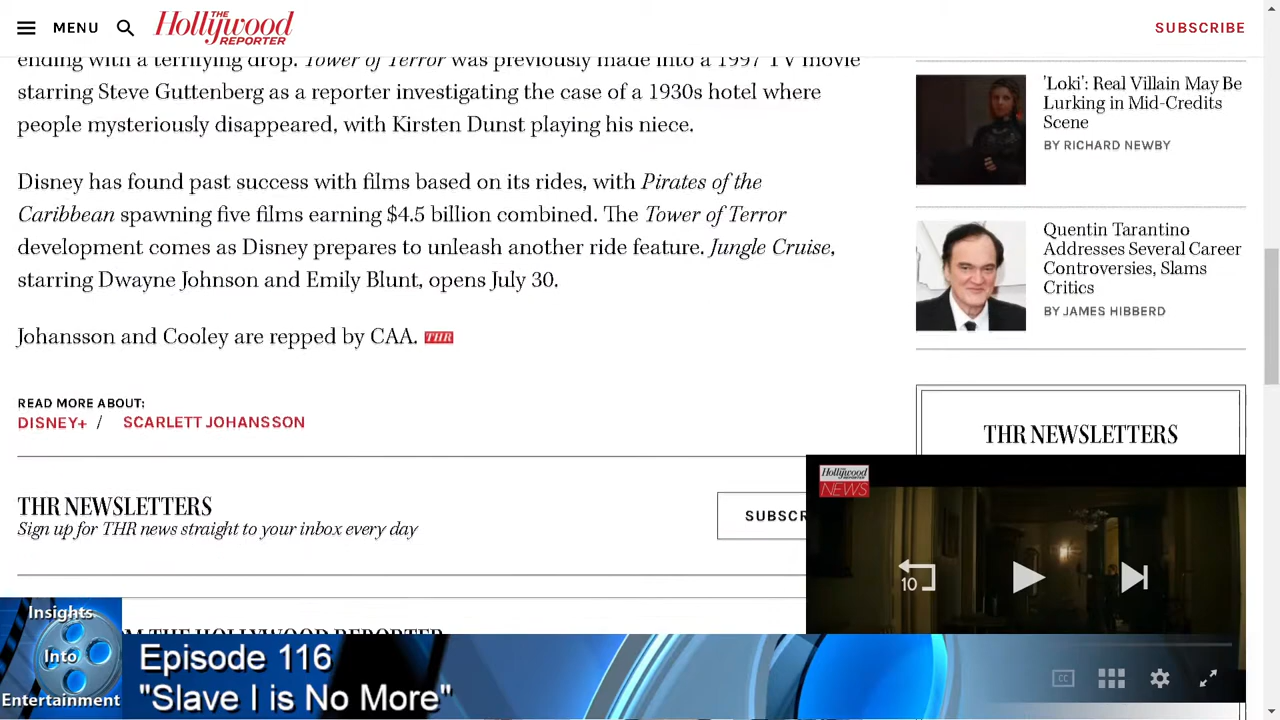 MENU
THE
Hollywood
REPORTER
SUBSCRIBE
ending with a terrifying drop. Tower of Terror was previously made into a 1997 TV movie
starring Steve Guttenberg as a reporter investigating the case of a 1930s hotel where
people mysteriously disappeared, with Kirsten Dunst playing his niece.
Disney has found past success with films based on its rides, with Pirates of the
Caribbean spawning five films earning $4.5 billion combined. The Tower of Terror
development comes as Disney prepares to unleash another ride feature. Jungle Cruise,
starring Dwayne Johnson and Emily Blunt, opens July 30.
Johansson and Cooley are repped by CAA. THR
READ MORE ABOUT:
DISNEY+ / SCARLETT JOHANSSON
THR NEWSLETTERS
Sign up for THR news straight to your inbox every day
SUBSCR
'Loki': Real Villain May Be
Lurking in Mid-Credits
Scene
BY RICHARD NEWBY
Quentin Tarantino
Addresses Several Career
Controversies, Slams
Critics
BY JAMES HIBBERD
THR NEWSLETTERS
Hollywood
REPORTER
NEWS
10
CC
M THE HOLLYWOOD REPORTER
Insights
Into
Entertainment
Episode 116
"Slave I is No More"